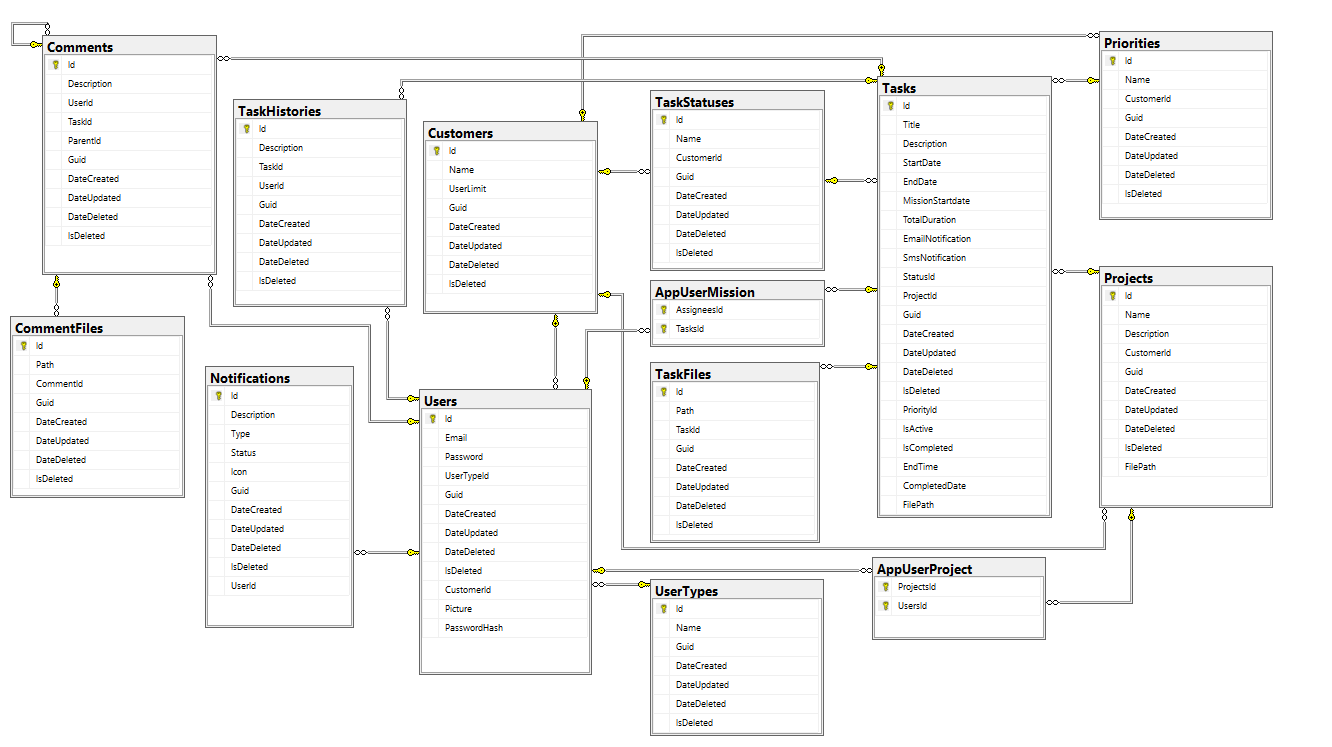 Comments
Id
Description
UserId
TaskId
ParentId
Guid
DateCreated
DateUpdated
DateDeleted
IsDeleted
TaskHistories
Id
Description
TaskId
UserId
Guid
DateCreated
DateUpdated
DateDeleted
IsDeleted
Customers
Id
Name
UserLimit
Guid
DateCreated
DateUpdated
DateDeleted
IsDeleted
TaskStatuses
Id
Name
CustomerId
Guid
DateCreated
DateUpdated
DateDeleted
IsDeleted
Tasks
Id
Title
Description
StartDate
EndDate
MissionStartdate
TotalDuration
EmailNotification
SmsNotification
StatusId
ProjectId
Guid
DateCreated
DateUpdated
DateDeleted
IsDeleted
PriorityId
IsActive
IsCompleted
EndTime
CompletedDate
FilePath
Priorities
Id
Name
CustomerId
Guid
DateCreated
DateUpdated
DateDeleted
IsDeleted
AppUserMission
AssigneesId
TasksId
Projects
Id
Name
Description
CustomerId
Guid
DateCreated
DateUpdated
DateDeleted
IsDeleted
FilePath
CommentFiles
Id
Path
CommentId
Guid
DateCreated
DateUpdated
DateDeleted
IsDeleted
Notifications
Id
Description
Type
Status
Icon
Guid
DateCreated
DateUpdated
DateDeleted
IsDeleted
UserId
Users
Id
Email
Password
UserTypeId
Guid
DateCreated
DateUpdated
DateDeleted
IsDeleted
CustomerId
Picture
PasswordHash
TaskFiles
Id
Path
TaskId
Guid
DateCreated
DateUpdated
DateDeleted
IsDeleted
UserTypes
Id
Name
Guid
DateCreated
DateUpdated
DateDeleted
IsDeleted
AppUserProject
ProjectsId
UsersId